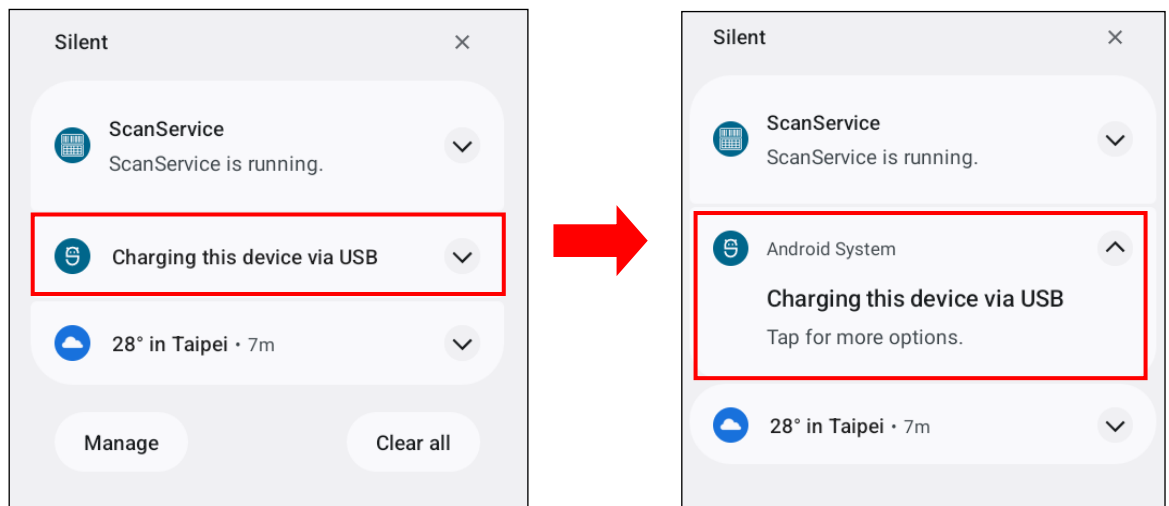 Silent
ScanService
ScanService is running.
Charging this device via USB
28° in Taipei • 7m
Manage
Clear all
Silent
ScanService
ScanService is running.
Android System
Charging this device via USB
Tap for more options.
28° in Taipei • 7m